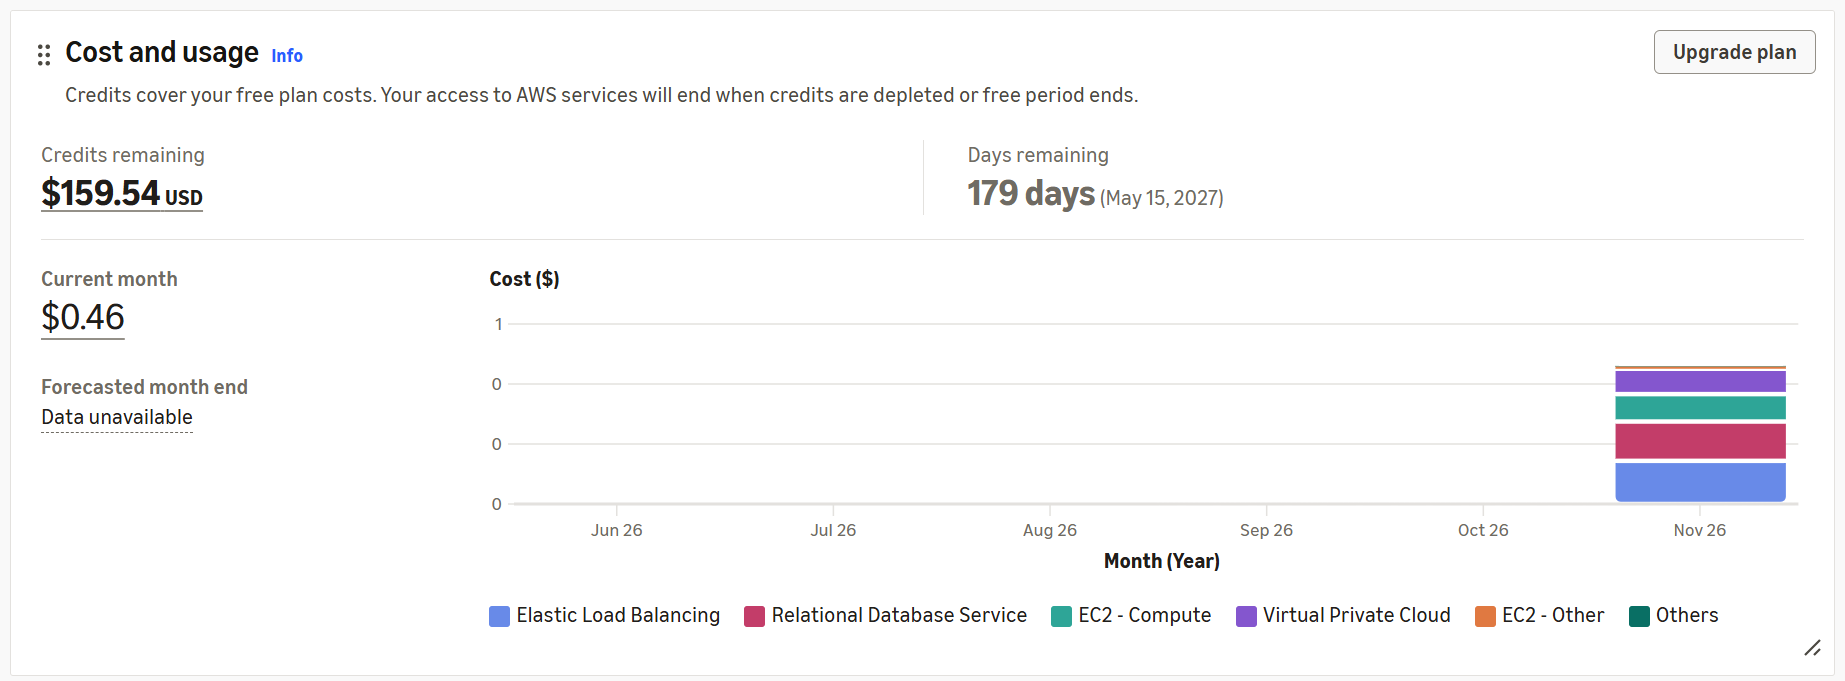 Cost and usage Info
Upgrade plan
Credits cover your free plan costs. Your access to AWS services will end when credits are depleted or free period ends.
Credits remaining
$159.54 USD
Days remaining
179 days (May 15, 2027)
Current month
$0.46
Forecasted month end
Data unavailable
Cost ($)
1
0
0
0
Jun 26 Jul 26 Aug 26 Sep 26 Oct 26 Nov 26
Month (Year)
Elastic Load Balancing Relational Database Service EC2 - Compute Virtual Private Cloud EC2 - Other Others